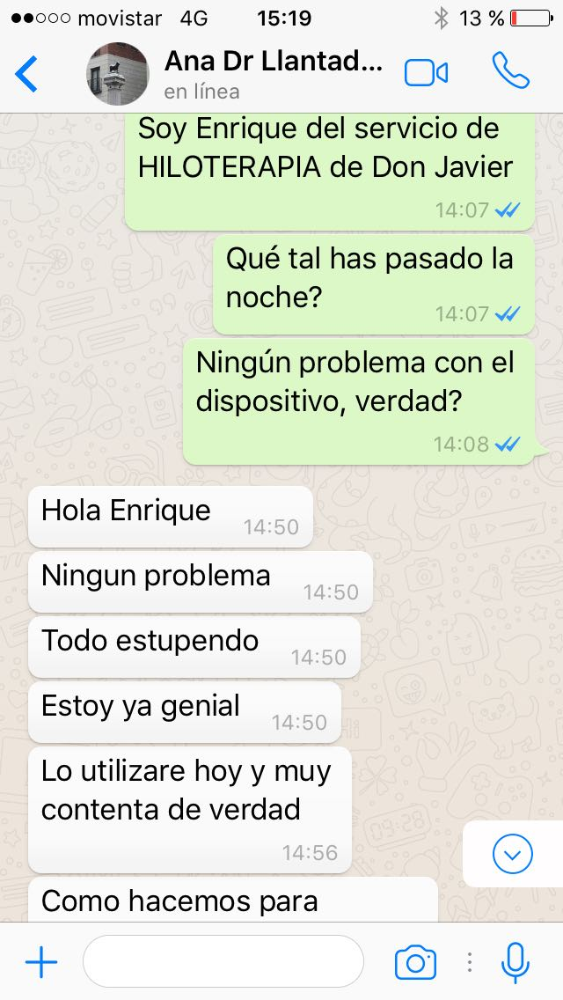 movistar 4G 15:19 13 %
Ana Dr Llantad...
en línea
Soy Enrique del servicio de
HILOTERAPIA de Don Javier
14:07
Qué tal has pasado la
noche?
14:07
Ningún problema con el
dispositivo, verdad?
14:08
Hola Enrique
14:50
Ningun problema
14:50
Todo estupendo
14:50
Estoy ya genial
14:50
Lo utilizare hoy y muy
contenta de verdad
14:56
Como hacemos para